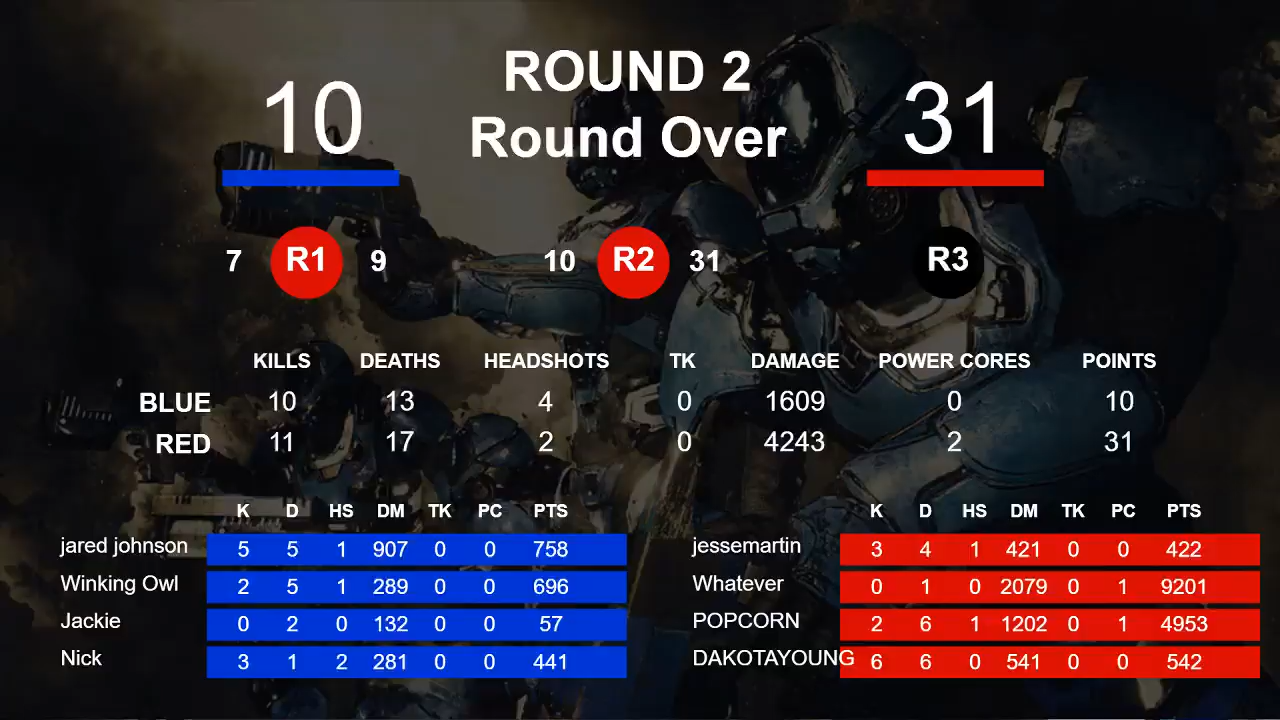 ROUND 2
10 Round Over 31
7 R1 9 10 R2 31 R3
KILLS DEATHS HEADSHOTS TK DAMAGE POWER CORES POINTS
BLUE 10 13 4 0 1609 0 10
RED 11 17 2 0 4243 2 31
K D HS DM TK PC PTS
jared johnson 5 5 1 907 0 0 758
Winking Owl 2 5 1 289 0 0 696
Jackie 0 2 0 132 0 0 57
Nick 3 1 2 281 0 0 441
K D HS DM TK PC PTS
jessemartin 3 4 1 421 0 0 422
Whatever 0 1 0 2079 0 1 9201
POPCORN 2 6 1 1202 0 1 4953
DAKOTAYOUNG 6 6 0 541 0 0 542